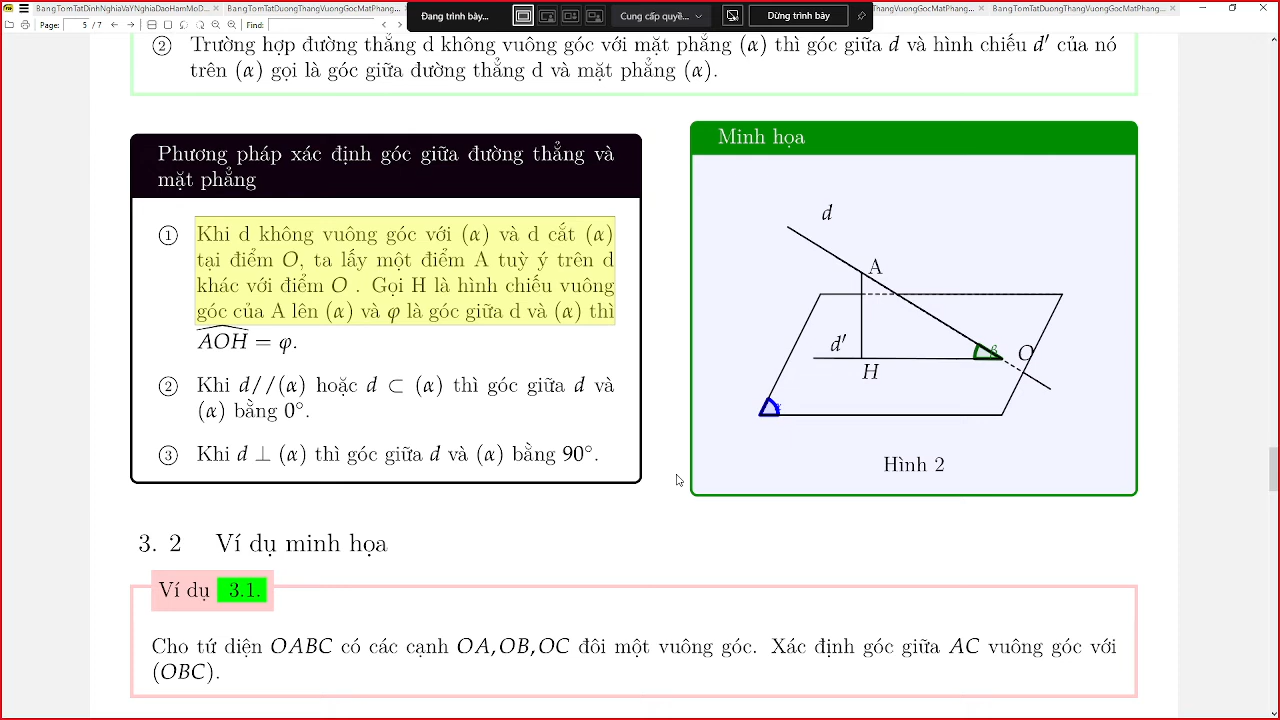 BangTomTatDinhNghiaVaYNghiaDaoHamMoD...
BangTomTatDuongThangVuongGocMatPhang...
Đang trình bày...
Cung cấp quyề...
Dừng trình bày
BangTomTatDuongThangVuongGocMatPhang...
Page: 5 / 7
Find:
② Trường hợp đường thẳng d không vuông góc với mặt phẳng (α) thì góc giữa d và hình chiếu d′ của nó
trên (α) gọi là góc giữa đường thẳng d và mặt phẳng (α).
Phương pháp xác định góc giữa đường thẳng và
mặt phẳng
① Khi d không vuông góc với (α) và d cắt (α)
tại điểm O, ta lấy một điểm A tuỳ ý trên d
khác với điểm O . Gọi H là hình chiếu vuông
góc của A lên (α) và φ là góc giữa d và (α) thì
AOH = φ.
② Khi d//(α) hoặc d ⊂ (α) thì góc giữa d và
(α) bằng 0°.
③ Khi d ⊥ (α) thì góc giữa d và (α) bằng 90°.
Minh họa
d
A
d′
β
O
H
Hình 2
3. 2 Ví dụ minh họa
Ví dụ 3.1.
Cho tứ diện OABC có các cạnh OA, OB, OC đôi một vuông góc. Xác định góc giữa AC vuông góc với
(OBC).